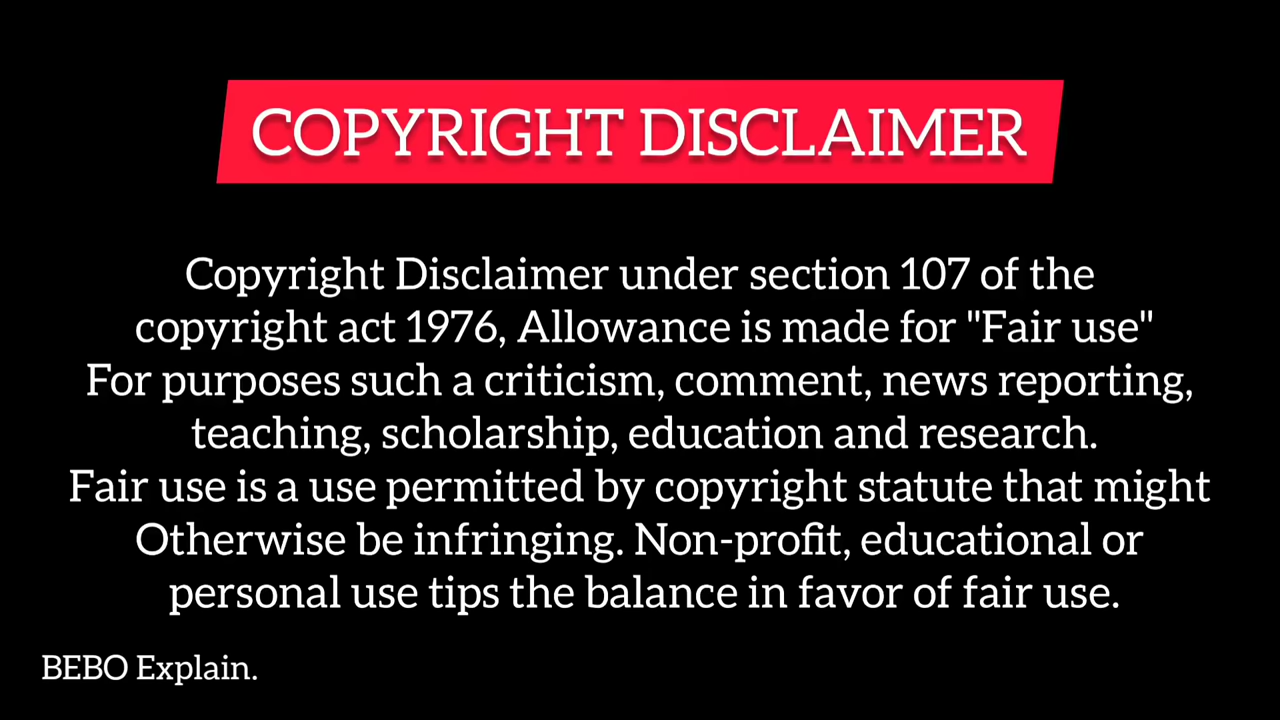 COPYRIGHT DISCLAIMER
Copyright Disclaimer under section 107 of the
copyright act 1976, Allowance is made for "Fair use"
For purposes such a criticism, comment, news reporting,
teaching, scholarship, education and research.
Fair use is a use permitted by copyright statute that might
Otherwise be infringing. Non-profit, educational or
personal use tips the balance in favor of fair use.
BEBO Explain.